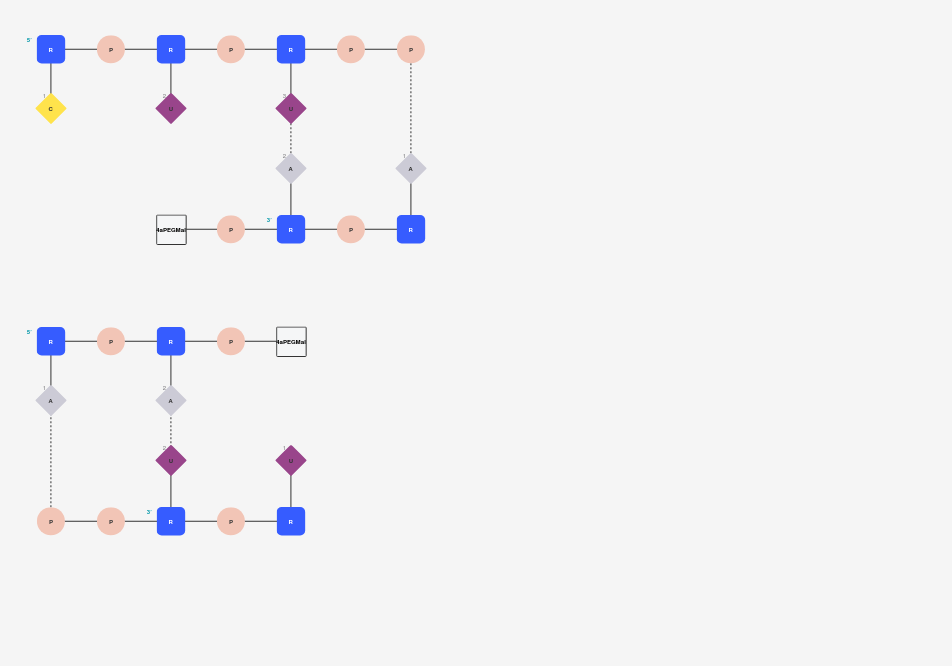 5' R P R P R P P
1 C 2 U 3 U
2 A 1 A
4aPEGMal P 3' R P R
5' R P R P 4aPEGMal
1 A 2 A
2 U 1 U
P P 3' R P R